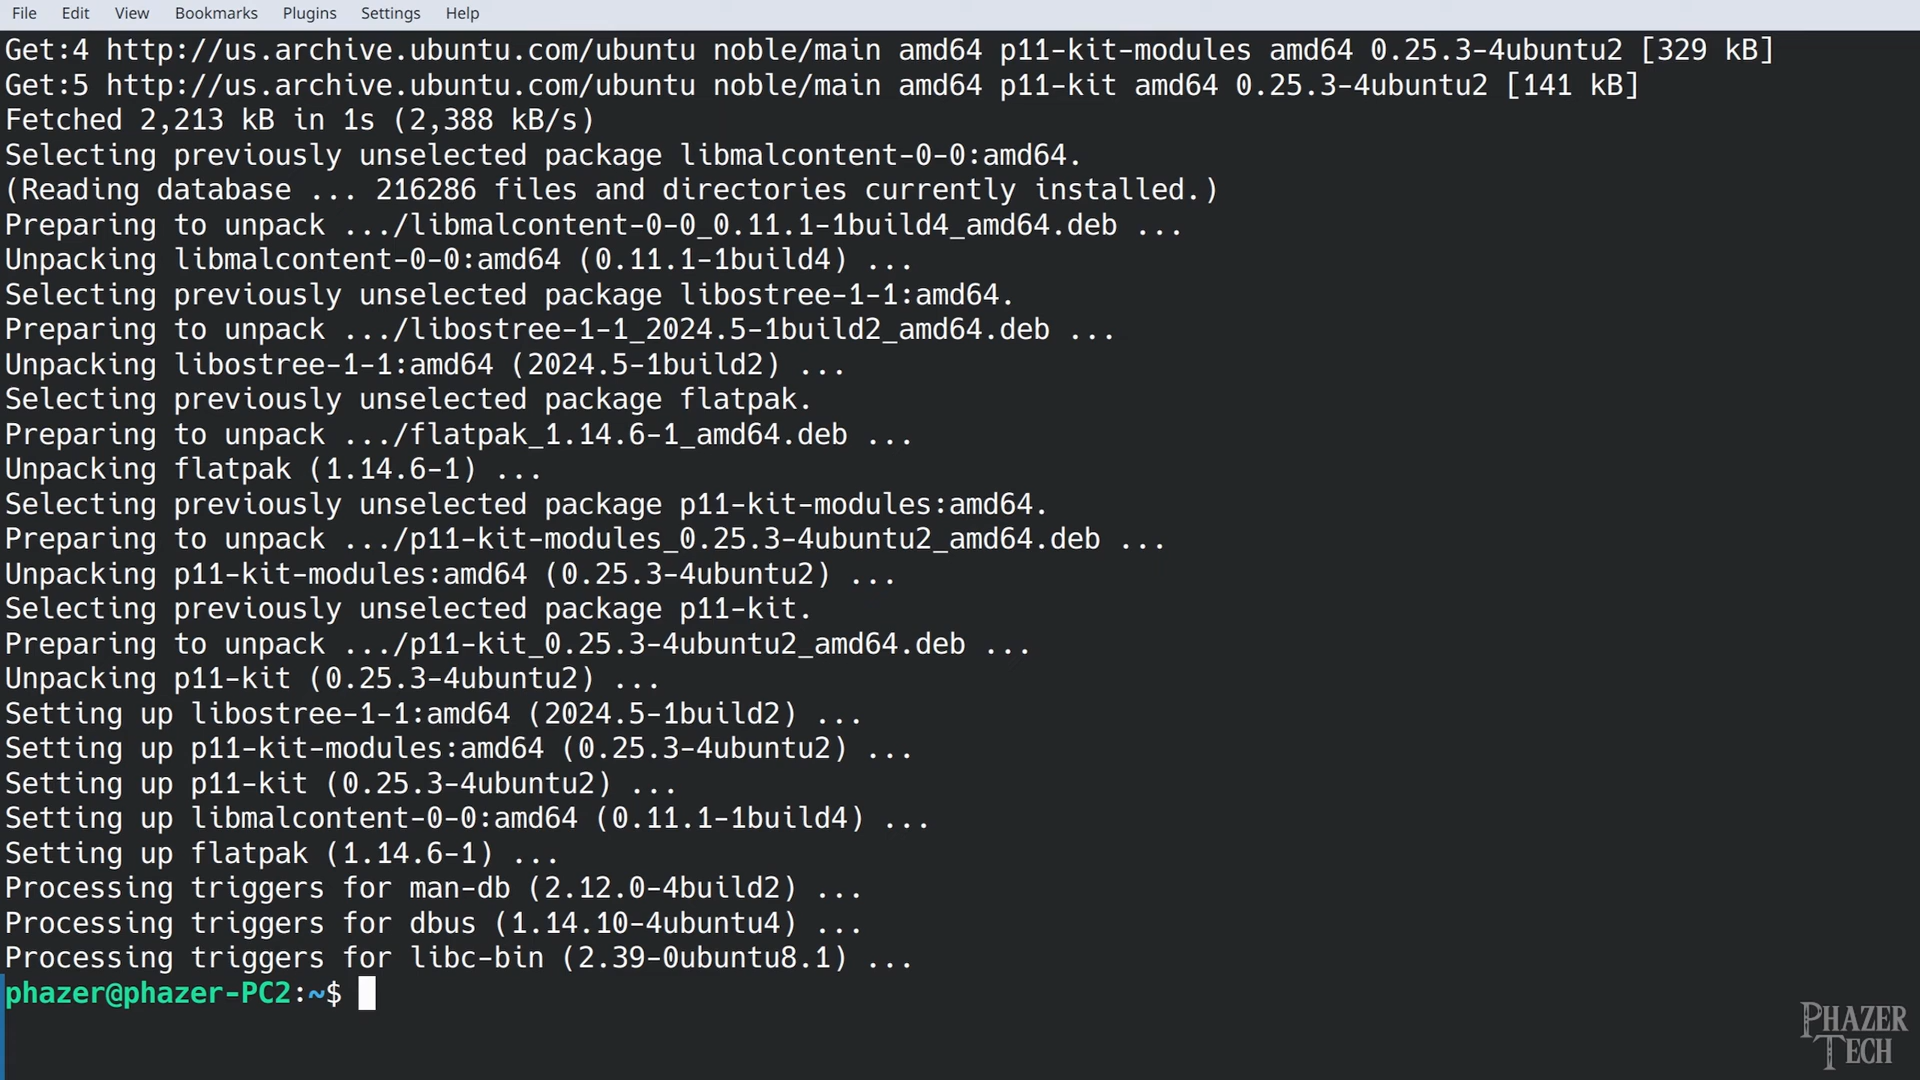 File Edit View Bookmarks Plugins Settings Help
Get:4 http://us.archive.ubuntu.com/ubuntu noble/main amd64 p11-kit-modules amd64 0.25.3-4ubuntu2 [329 kB]
Get:5 http://us.archive.ubuntu.com/ubuntu noble/main amd64 p11-kit amd64 0.25.3-4ubuntu2 [141 kB]
Fetched 2,213 kB in 1s (2,388 kB/s)
Selecting previously unselected package libmalcontent-0-0:amd64.
(Reading database ... 216286 files and directories currently installed.)
Preparing to unpack .../libmalcontent-0-0_0.11.1-1build4_amd64.deb ...
Unpacking libmalcontent-0-0:amd64 (0.11.1-1build4) ...
Selecting previously unselected package libostree-1-1:amd64.
Preparing to unpack .../libostree-1-1_2024.5-1build2_amd64.deb ...
Unpacking libostree-1-1:amd64 (2024.5-1build2) ...
Selecting previously unselected package flatpak.
Preparing to unpack .../flatpak_1.14.6-1_amd64.deb ...
Unpacking flatpak (1.14.6-1) ...
Selecting previously unselected package p11-kit-modules:amd64.
Preparing to unpack .../p11-kit-modules_0.25.3-4ubuntu2_amd64.deb ...
Unpacking p11-kit-modules:amd64 (0.25.3-4ubuntu2) ...
Selecting previously unselected package p11-kit.
Preparing to unpack .../p11-kit_0.25.3-4ubuntu2_amd64.deb ...
Unpacking p11-kit (0.25.3-4ubuntu2) ...
Setting up libostree-1-1:amd64 (2024.5-1build2) ...
Setting up p11-kit-modules:amd64 (0.25.3-4ubuntu2) ...
Setting up p11-kit (0.25.3-4ubuntu2) ...
Setting up libmalcontent-0-0:amd64 (0.11.1-1build4) ...
Setting up flatpak (1.14.6-1) ...
Processing triggers for man-db (2.12.0-4build2) ...
Processing triggers for dbus (1.14.10-4ubuntu4) ...
Processing triggers for libc-bin (2.39-0ubuntu8.1) ...
phazer@phazer-PC2:~$
PHAZER
TECH